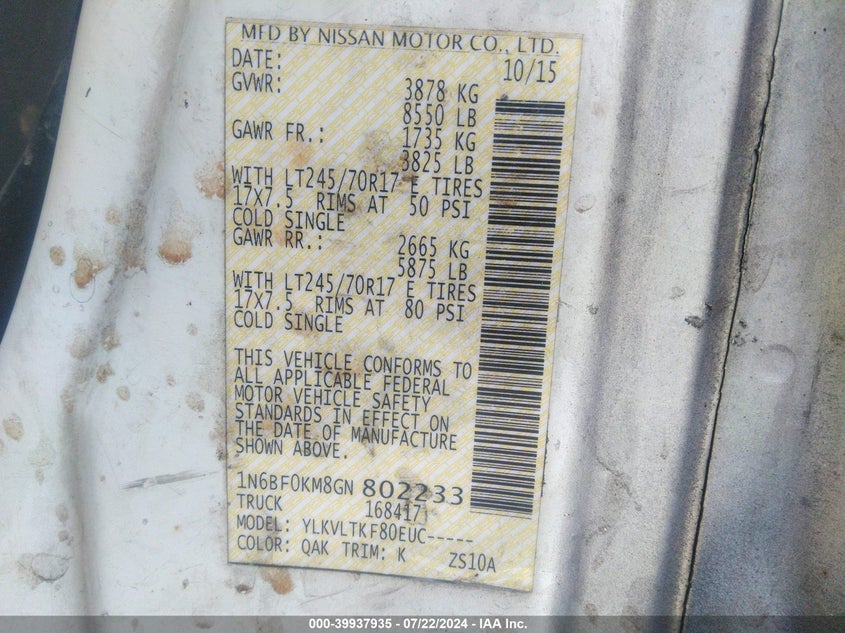 MFD BY NISSAN MOTOR CO., LTD.
DATE: 10/15
GVWR: 3878 KG
8550 LB
GAWR FR.: 1735 KG
3825 LB
WITH LT245/70R17 E TIRES
17X7.5 RIMS AT 50 PSI
COLD SINGLE
GAWR RR.: 2665 KG
5875 LB
WITH LT245/70R17 E TIRES
17X7.5 RIMS AT 80 PSI
COLD SINGLE
THIS VEHICLE CONFORMS TO
ALL APPLICABLE FEDERAL
MOTOR VEHICLE SAFETY
STANDARDS IN EFFECT ON
THE DATE OF MANUFACTURE
SHOWN ABOVE.
1N6BF0KM8GN 802233
TRUCK 168417
MODEL: YLKVLTKF80EUC-----
COLOR: QAK TRIM: K ZS10A
000-39937935 - 07/22/2024 - IAA Inc.